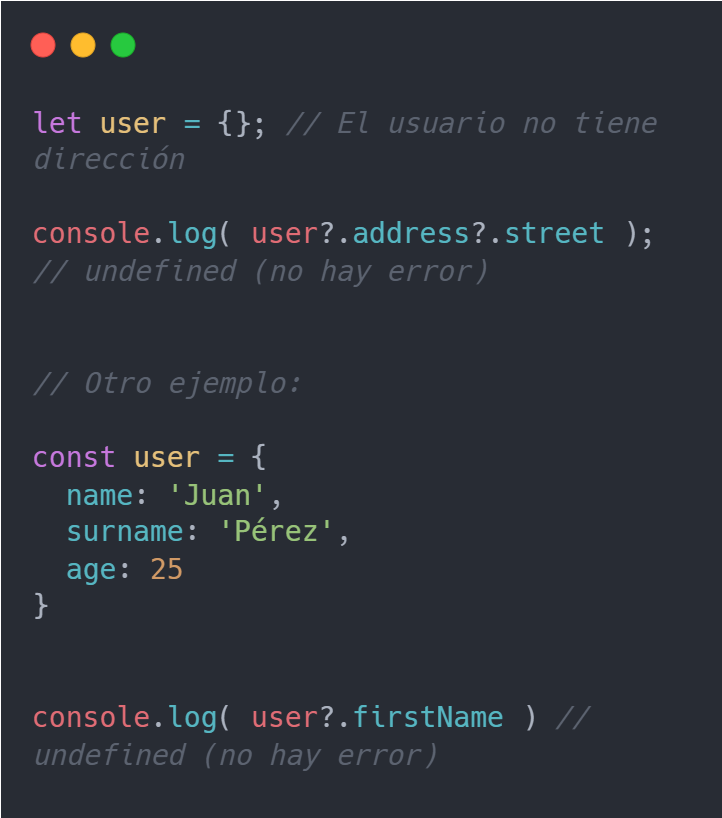 let user = {}; // El usuario no tiene
dirección
console.log( user?.address?.street );
// undefined (no hay error)
// Otro ejemplo:
const user = {
  name: 'Juan',
  surname: 'Pérez',
  age: 25
}
console.log( user?.firstName ) //
undefined (no hay error)